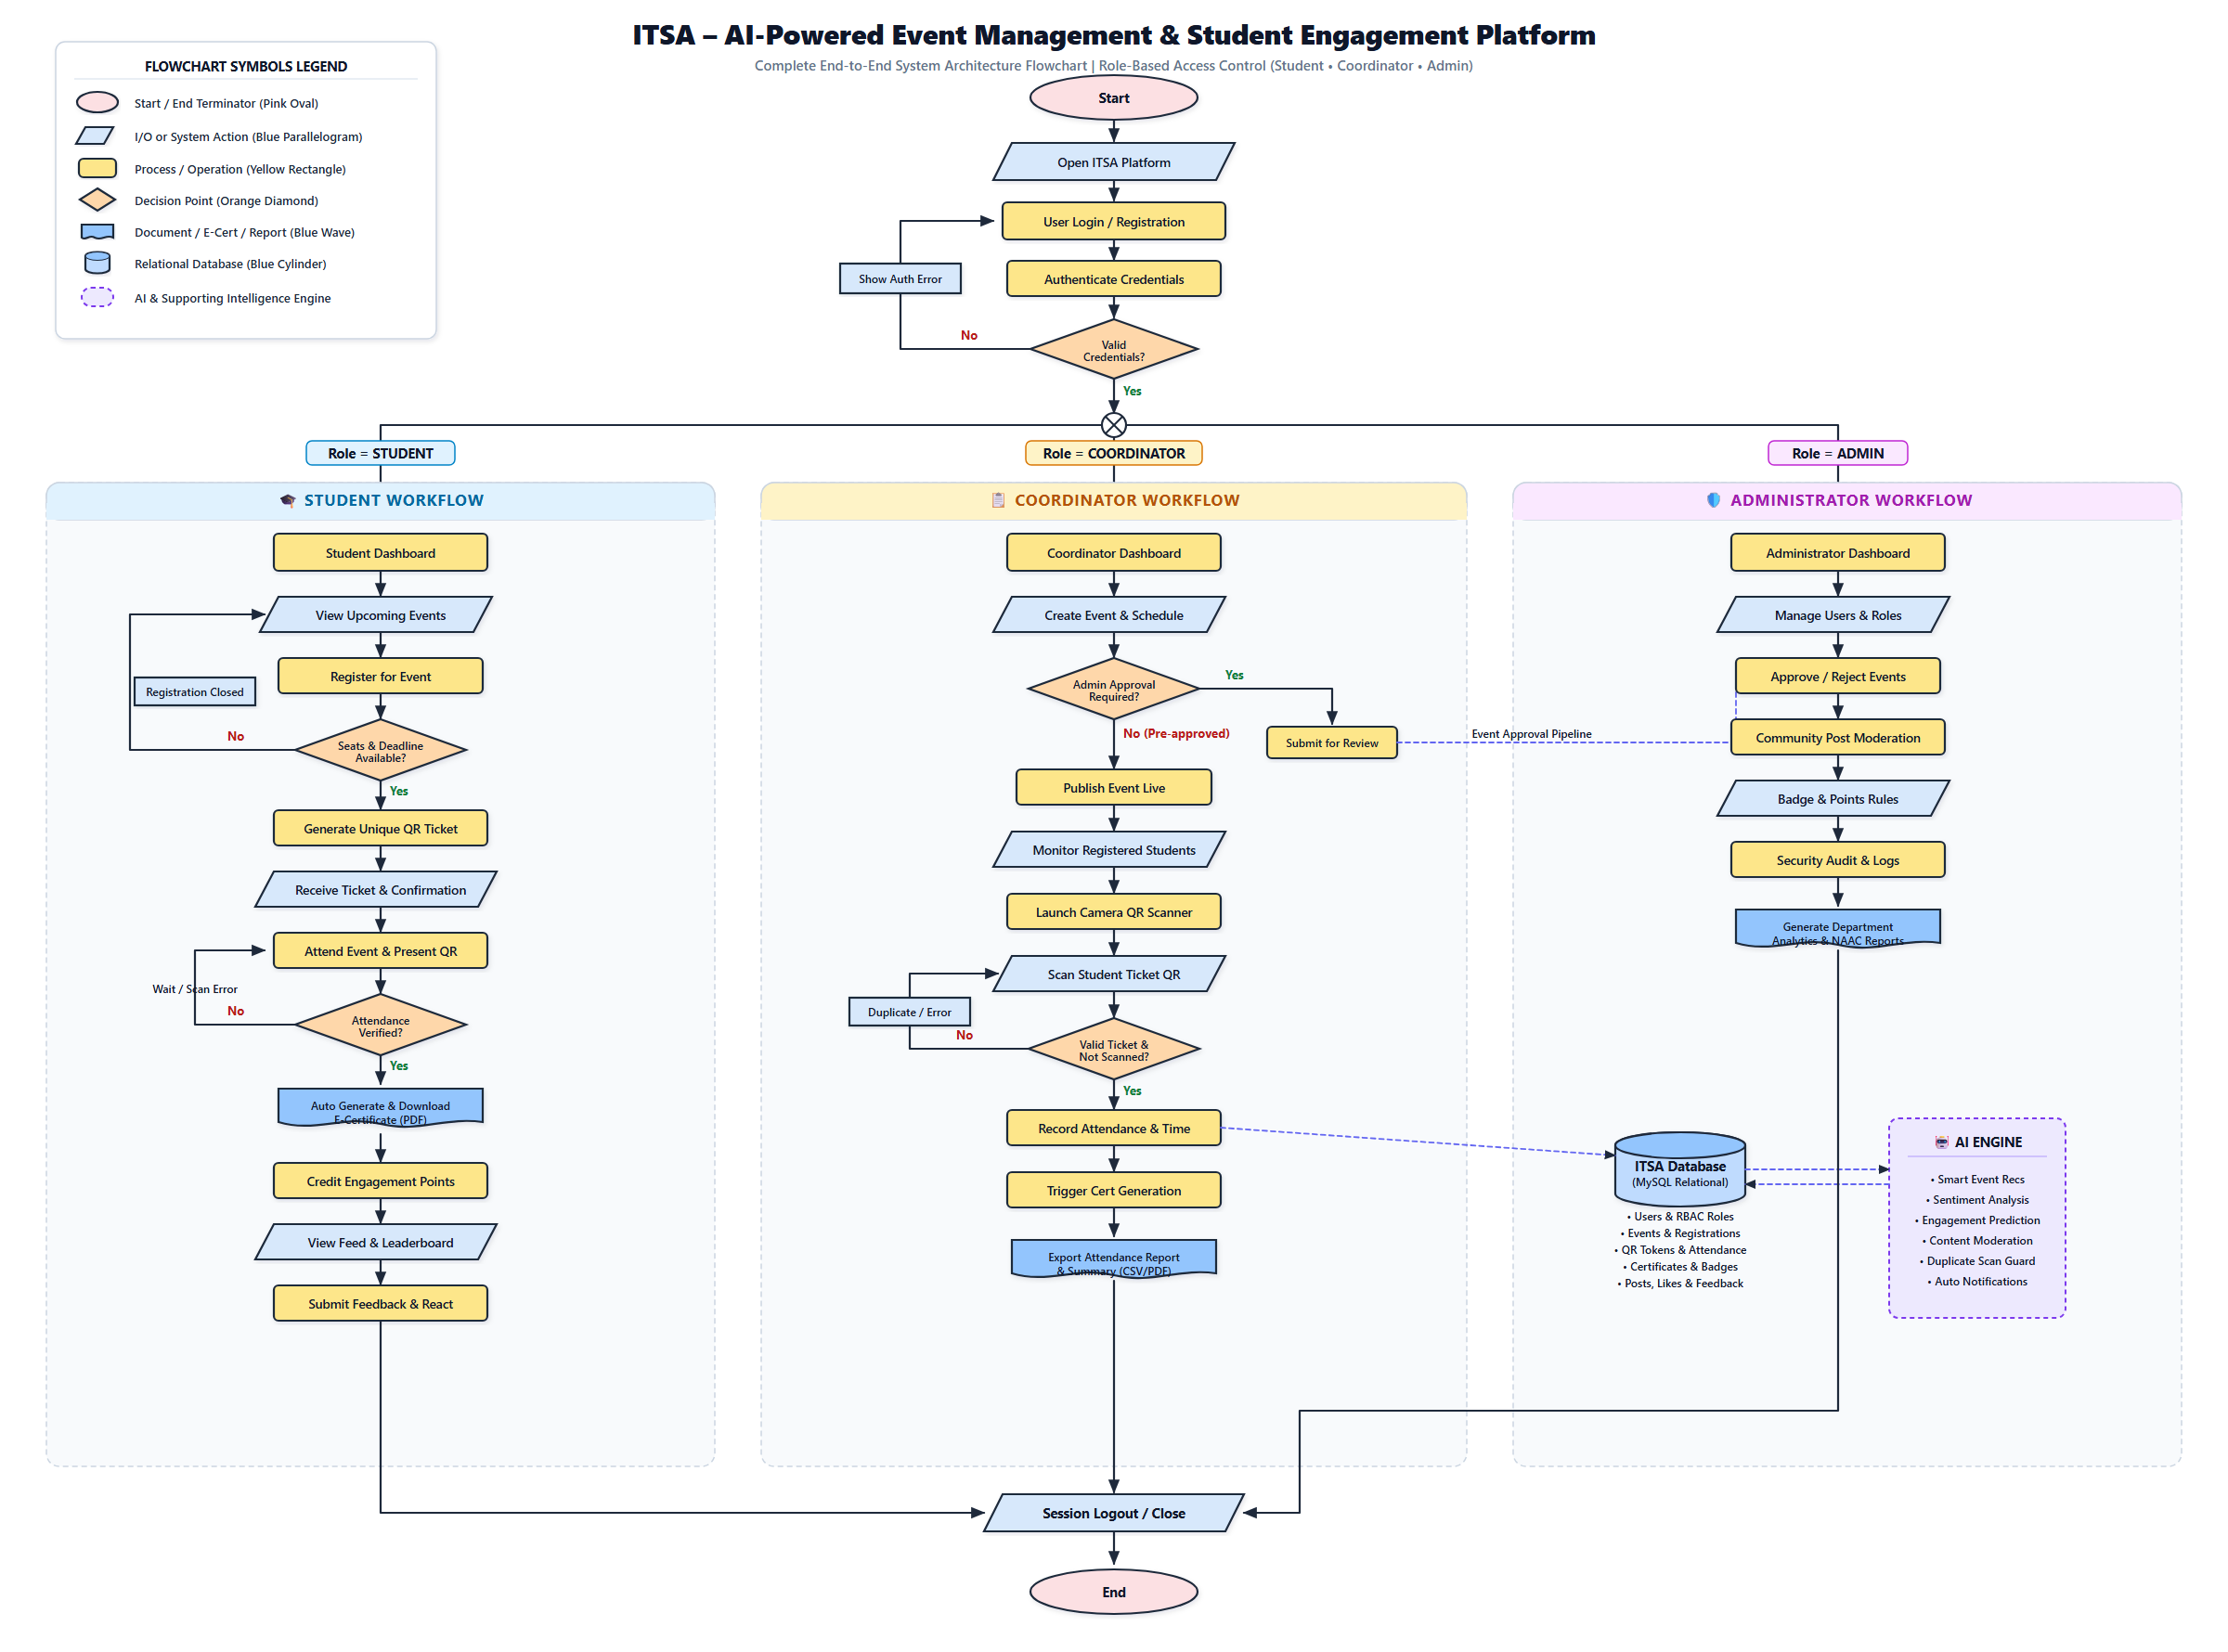 ITSA – AI-Powered Event Management & Student Engagement Platform
Complete End-to-End System Architecture Flowchart | Role-Based Access Control (Student • Coordinator • Admin)
FLOWCHART SYMBOLS LEGEND
Start / End Terminator (Pink Oval)
I/O or System Action (Blue Parallelogram)
Process / Operation (Yellow Rectangle)
Decision Point (Orange Diamond)
Document / E-Cert / Report (Blue Wave)
Relational Database (Blue Cylinder)
AI & Supporting Intelligence Engine
Start
Open ITSA Platform
User Login / Registration
Show Auth Error
Authenticate Credentials
No
Valid
Credentials?
Yes
Role = STUDENT
Role = COORDINATOR
Role = ADMIN
STUDENT WORKFLOW
Student Dashboard
View Upcoming Events
Register for Event
Registration Closed
No
Seats & Deadline
Available?
Yes
Generate Unique QR Ticket
Receive Ticket & Confirmation
Attend Event & Present QR
Wait / Scan Error
No
Attendance
Verified?
Yes
Auto Generate & Download
E-Certificate (PDF)
Credit Engagement Points
View Feed & Leaderboard
Submit Feedback & React
COORDINATOR WORKFLOW
Coordinator Dashboard
Create Event & Schedule
Admin Approval
Required?
Yes
No (Pre-approved)
Submit for Review
Event Approval Pipeline
Publish Event Live
Monitor Registered Students
Launch Camera QR Scanner
Scan Student Ticket QR
Duplicate / Error
No
Valid Ticket &
Not Scanned?
Yes
Record Attendance & Time
Trigger Cert Generation
Export Attendance Report
& Summary (CSV/PDF)
ADMINISTRATOR WORKFLOW
Administrator Dashboard
Manage Users & Roles
Approve / Reject Events
Community Post Moderation
Badge & Points Rules
Security Audit & Logs
Generate Department
Analytics & NAAC Reports
ITSA Database
(MySQL Relational)
• Users & RBAC Roles
• Events & Registrations
• QR Tokens & Attendance
• Certificates & Badges
• Posts, Likes & Feedback
AI ENGINE
• Smart Event Recs
• Sentiment Analysis
• Engagement Prediction
• Content Moderation
• Duplicate Scan Guard
• Auto Notifications
Session Logout / Close
End